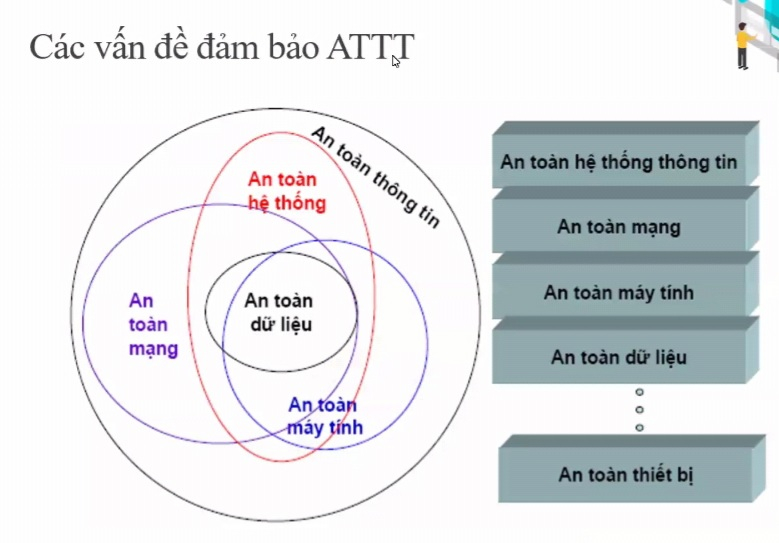 Các vấn đề đảm bảo ATTT
An toàn thông tin
An toàn
hệ thống
An
toàn
mạng
An toàn
dữ liệu
An toàn
máy tính
An toàn hệ thống thông tin
An toàn mạng
An toàn máy tính
An toàn dữ liệu
An toàn thiết bị